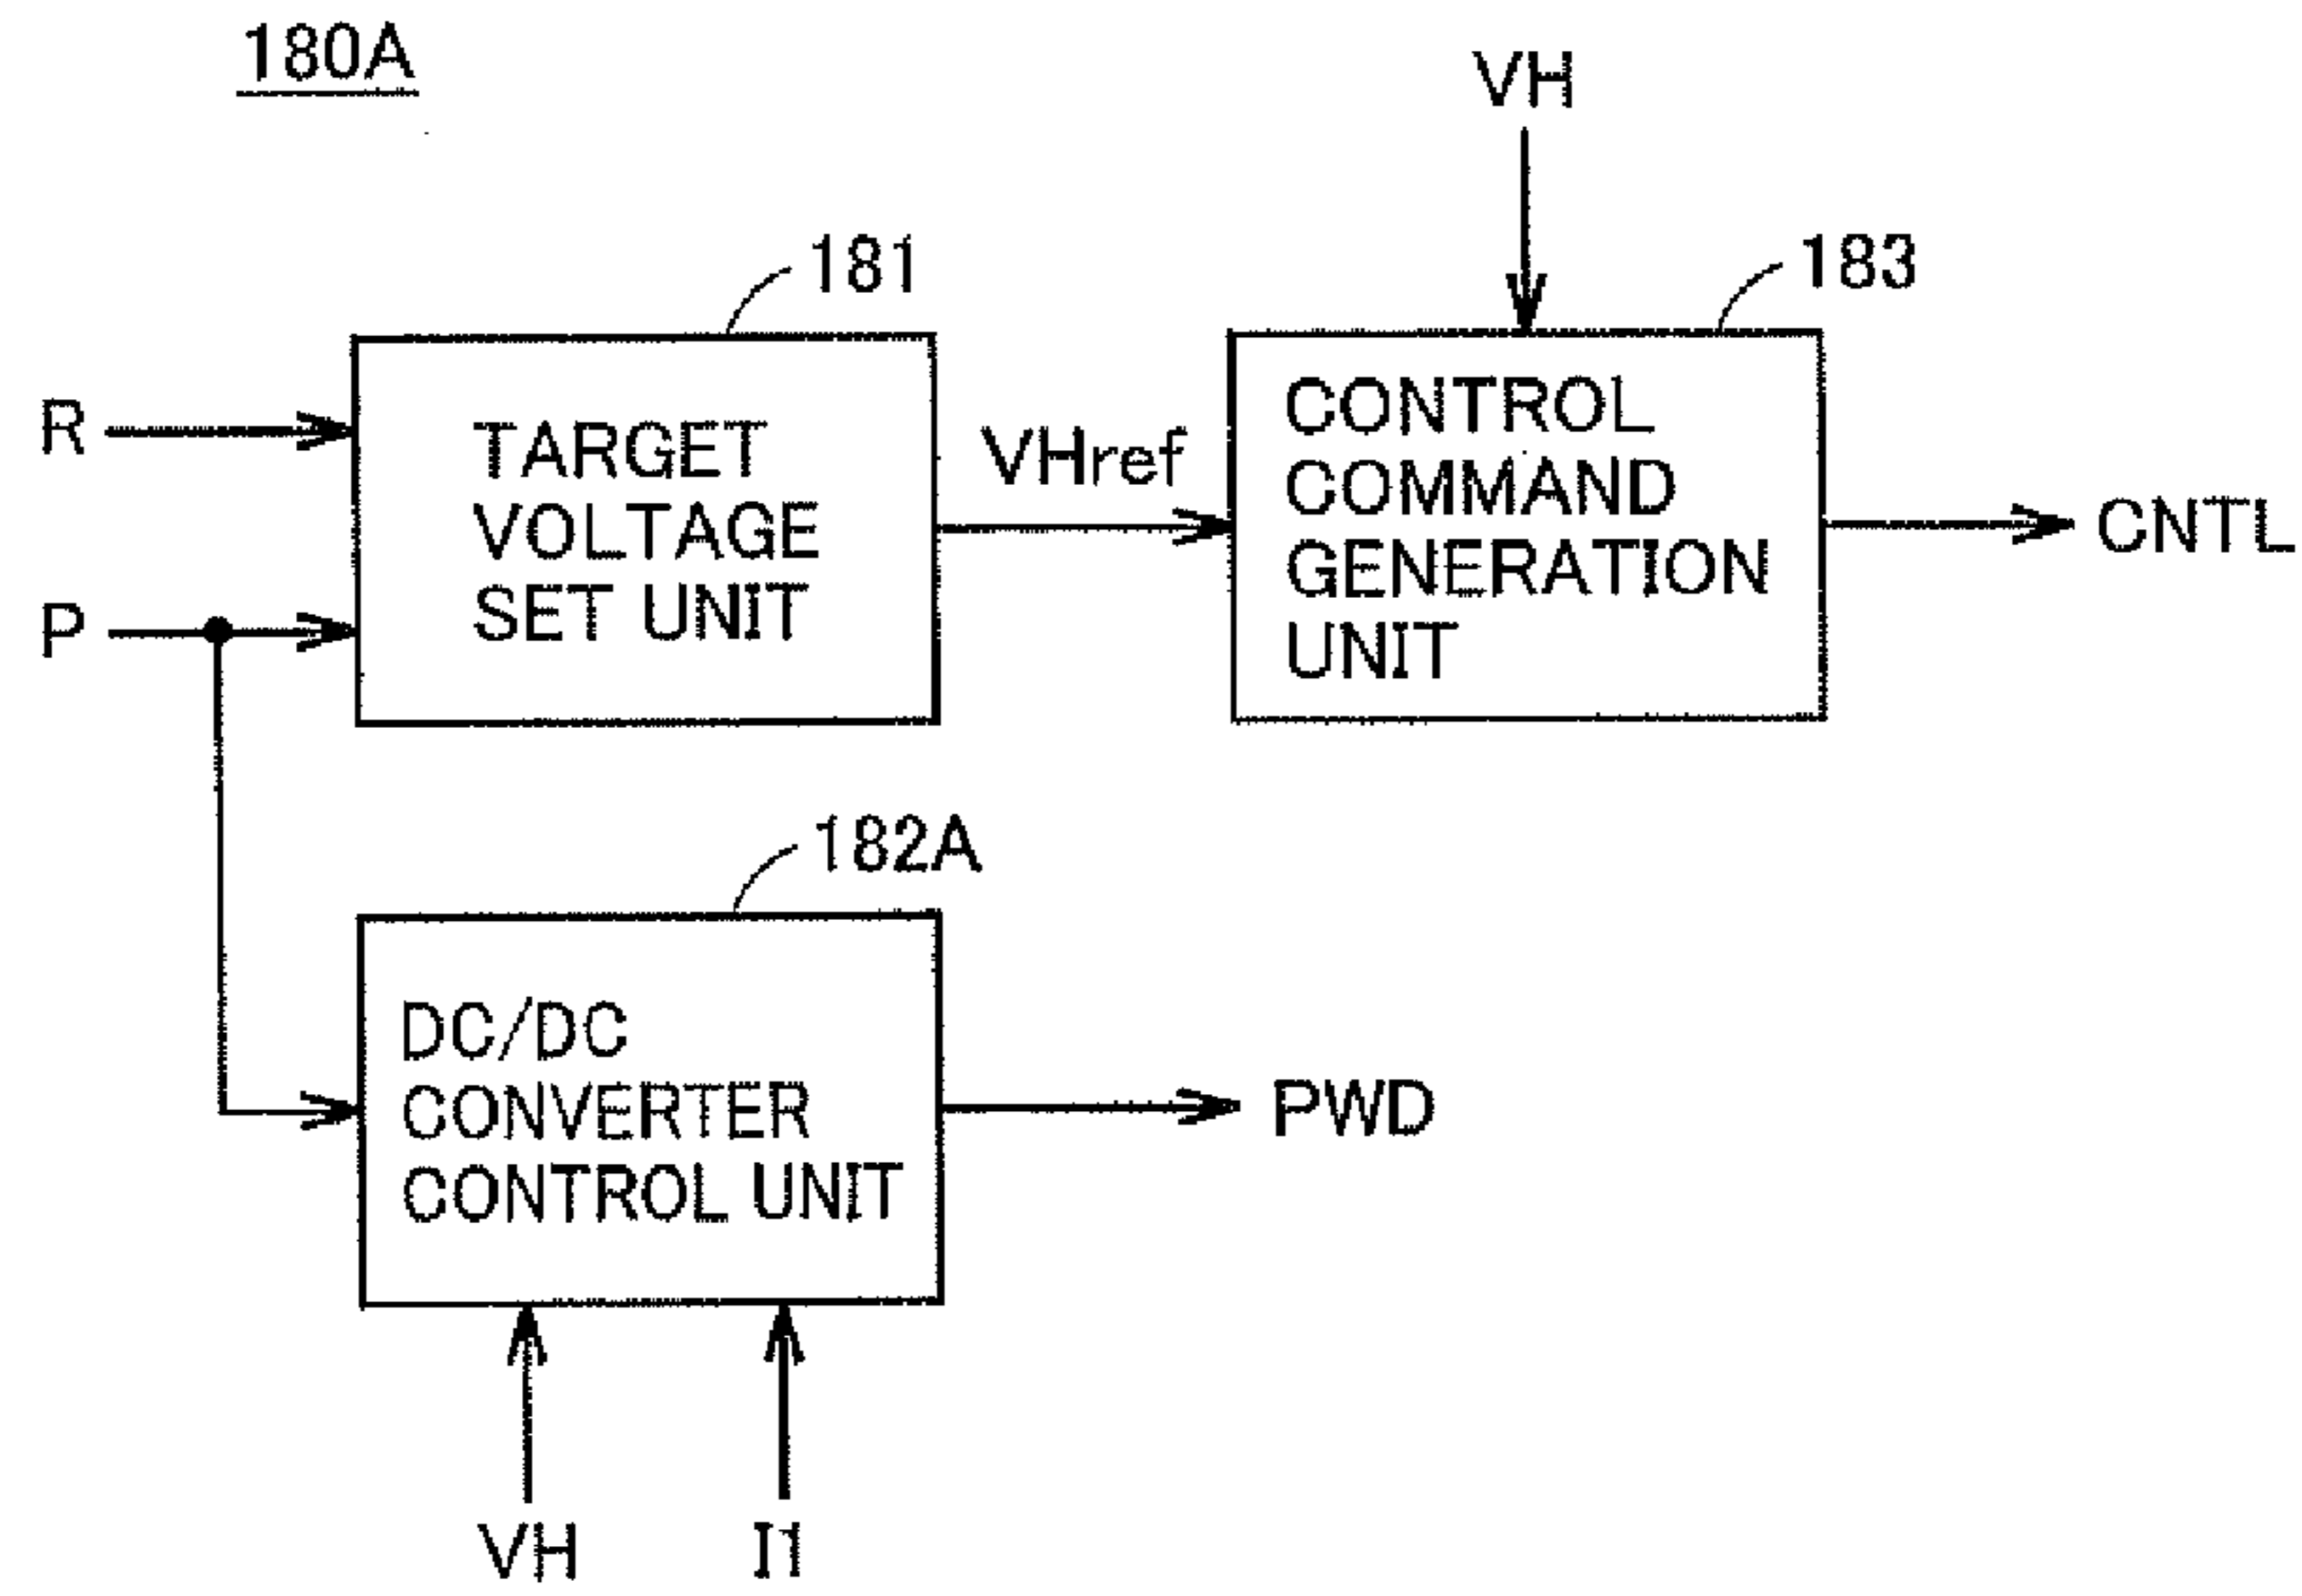 180A
VH
181
183
R
TARGET
VOLTAGE
SET UNIT
P
VHref
CONTROL
COMMAND
GENERATION
UNIT
CNTL
182A
DC/DC
CONVERTER
CONTROL UNIT
PWD
VH
I1